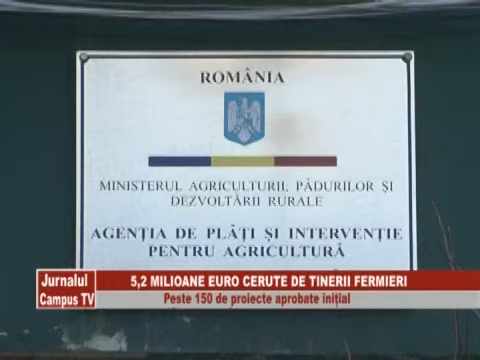 ROMÂNIA
MINISTERUL AGRICULTURII, PĂDURILOR ŞI
DEZVOLTĂRII RURALE
AGENŢIA DE PLĂŢI ŞI INTERVENŢIE
PENTRU AGRICULTURĂ
Jurnalul
Campus TV
5,2 MILIOANE EURO CERUTE DE TINERII FERMIERI
Peste 150 de proiecte aprobate iniţial